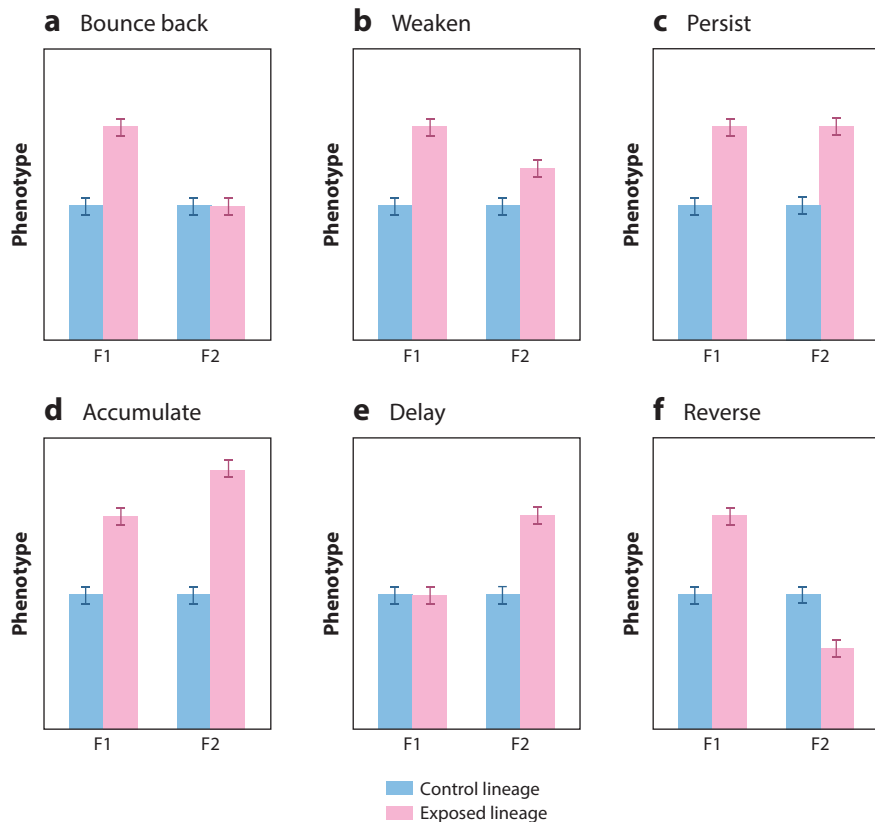 a Bounce back
b Weaken
c Persist
Phenotype
F1 F2
Phenotype
F1 F2
Phenotype
F1 F2
d Accumulate
e Delay
f Reverse
Phenotype
F1 F2
Phenotype
F1 F2
Phenotype
F1 F2
Control lineage
Exposed lineage